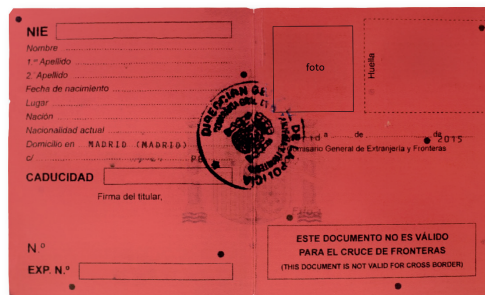 NIE
Nombre
1.er Apellido
2. Apellido
Fecha de nacimiento
Lugar
Nación
Nacionalidad actual
Domicilio en MADRID (MADRID)
c/
CADUCIDAD
Firma del titular,
N.º
EXP. N.º
foto
Huella
a de de 2015
Comisario General de Extranjería y Fronteras
ESTE DOCUMENTO NO ES VÁLIDO
PARA EL CRUCE DE FRONTERAS
(THIS DOCUMENT IS NOT VALID FOR CROSS BORDER)